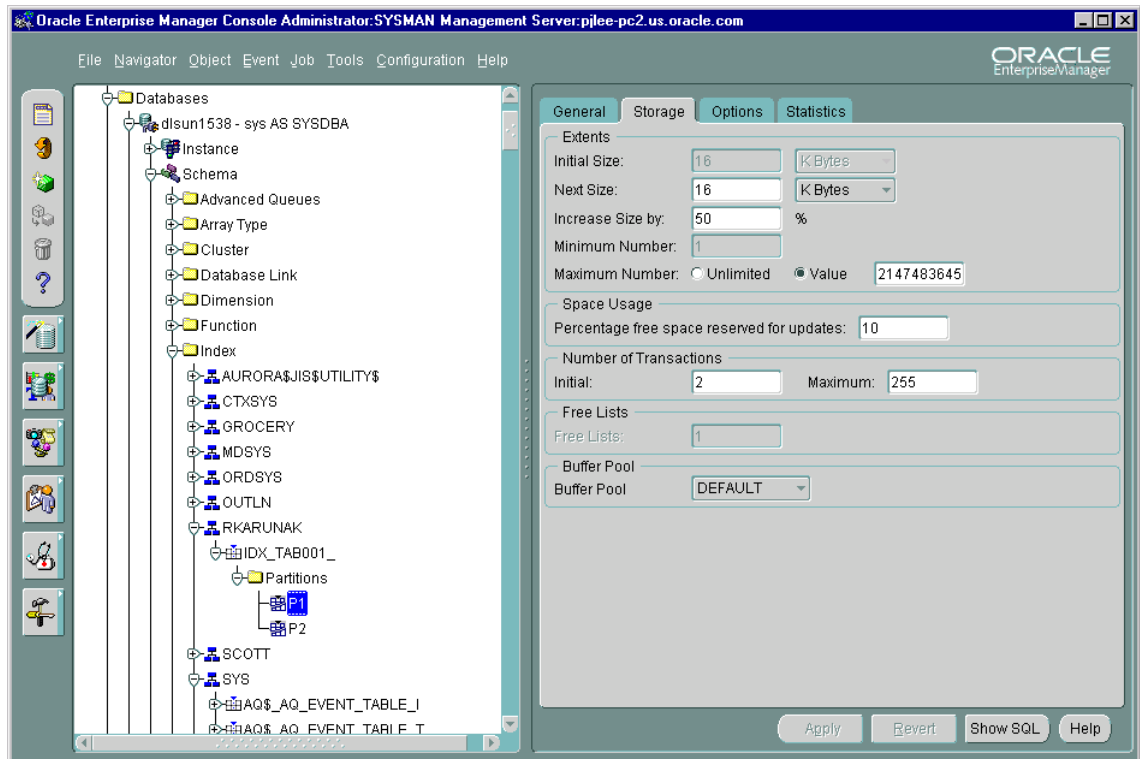 Oracle Enterprise Manager Console Administrator:SYSMAN Management Server:pjlee-pc2.us.oracle.com
File Navigator Object Event Job Tools Configuration Help
ORACLE
EnterpriseManager
Databases
dlsun1538 - sys AS SYSDBA
Instance
Schema
Advanced Queues
Array Type
Cluster
Database Link
Dimension
Function
Index
AURORA$JIS$UTILITY$
CTXSYS
GROCERY
MDSYS
ORDSYS
OUTLN
RKARUNAK
IDX_TAB001_
Partitions
P1
P2
SCOTT
SYS
AQ$_AQ_EVENT_TABLE_I
AQ$_AQ_EVENT_TABLE_T
General Storage Options Statistics
Extents
Initial Size: 16 K Bytes
Next Size: 16 K Bytes
Increase Size by: 50 %
Minimum Number: 1
Maximum Number: Unlimited Value 2147483645
Space Usage
Percentage free space reserved for updates: 10
Number of Transactions
Initial: 2 Maximum: 255
Free Lists
Free Lists: 1
Buffer Pool
Buffer Pool DEFAULT
Apply Revert Show SQL Help